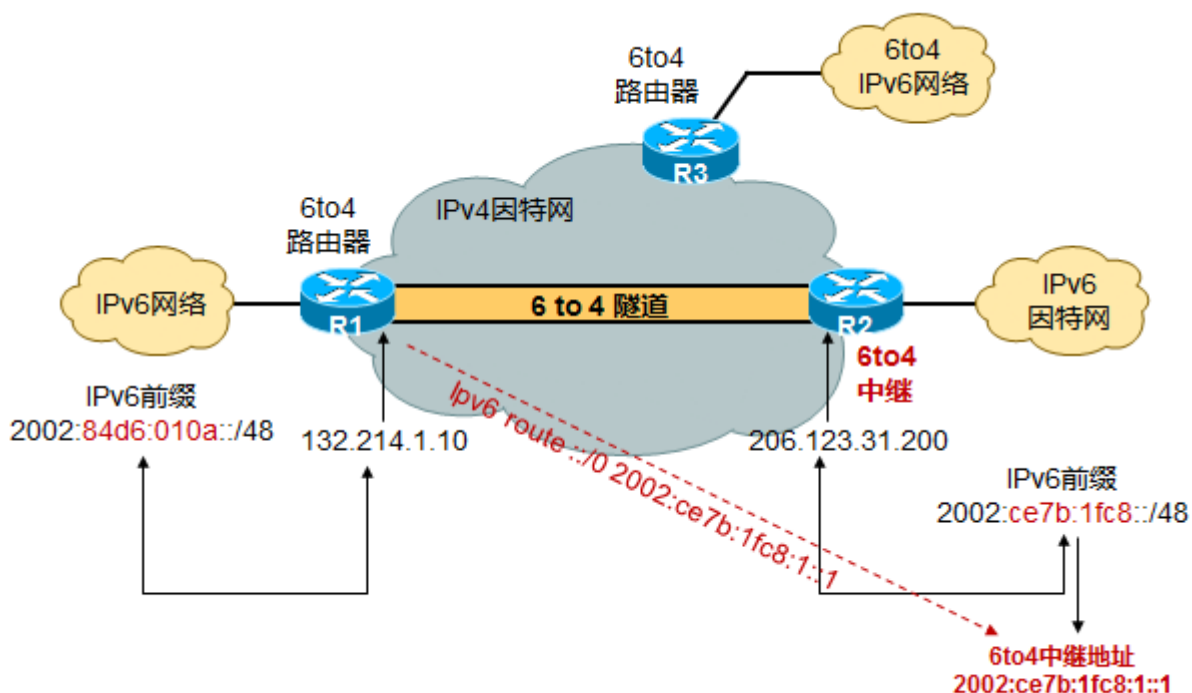 6to4
IPv6网络
6to4
路由器
R3
IPv4因特网
6to4
路由器
IPv6网络
R1
6 to 4 隧道
R2
IPv6
因特网
6to4
中继
IPv6前缀
2002:84d6:010a::/48
132.214.1.10
Ipv6 route ::/0 2002:ce7b:1fc8:1::1
206.123.31.200
IPv6前缀
2002:ce7b:1fc8::/48
6to4中继地址
2002:ce7b:1fc8:1::1